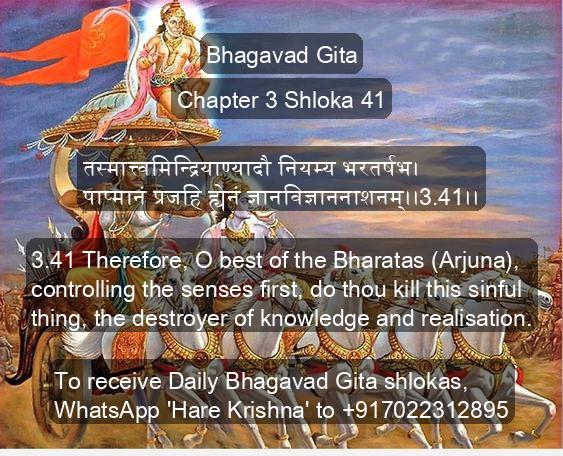 Bhagavad Gita
Chapter 3 Shloka 41
तस्मात्त्वमिन्द्रियाण्यादौ नियम्य भरतर्षभ।
पाप्मानं प्रजहि ह्येनं ज्ञानविज्ञाननाशनम्।।3.41।।
3.41 Therefore, O best of the Bharatas (Arjuna),
controlling the senses first, do thou kill this sinful
thing, the destroyer of knowledge and realisation.
To receive Daily Bhagavad Gita shlokas,
WhatsApp 'Hare Krishna' to +917022312895